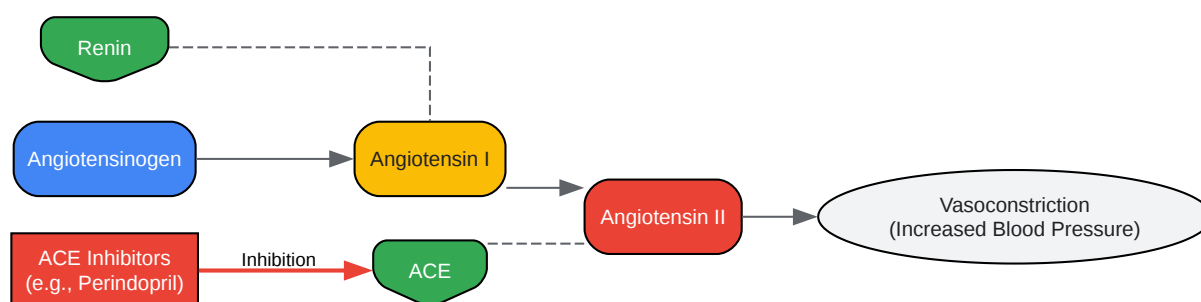 Renin
Angiotensinogen
Angiotensin I
Angiotensin II
Vasoconstriction
(Increased Blood Pressure)
ACE Inhibitors
(e.g., Perindopril)
Inhibition
ACE